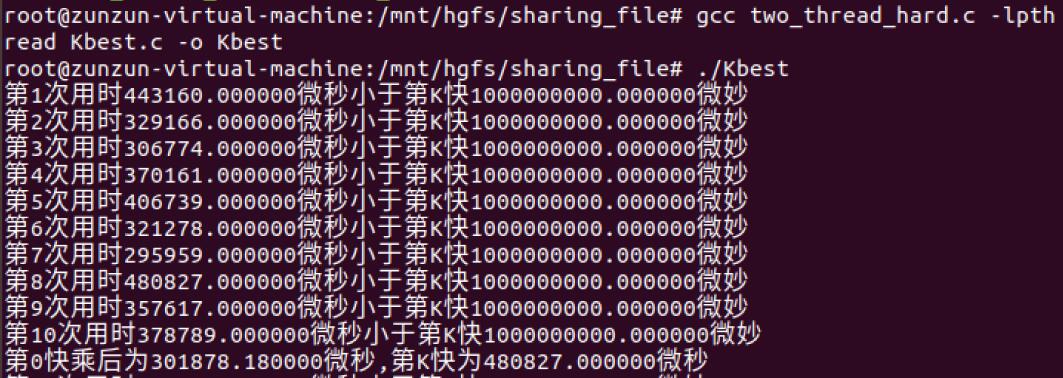 root@zunzun-virtual-machine:/mnt/hgfs/sharing_file# gcc two_thread_hard.c -lpth
read Kbest.c -o Kbest
root@zunzun-virtual-machine:/mnt/hgfs/sharing_file# ./Kbest
第1次用时443160.000000微秒小于第K快1000000000.000000微妙
第2次用时329166.000000微秒小于第K快1000000000.000000微妙
第3次用时306774.000000微秒小于第K快1000000000.000000微妙
第4次用时370161.000000微秒小于第K快1000000000.000000微妙
第5次用时406739.000000微秒小于第K快1000000000.000000微妙
第6次用时321278.000000微秒小于第K快1000000000.000000微妙
第7次用时295959.000000微秒小于第K快1000000000.000000微妙
第8次用时480827.000000微秒小于第K快1000000000.000000微妙
第9次用时357617.000000微秒小于第K快1000000000.000000微妙
第10次用时378789.000000微秒小于第K快1000000000.000000微妙
第0快乘后为301878.180000微秒,第K快为480827.000000微秒